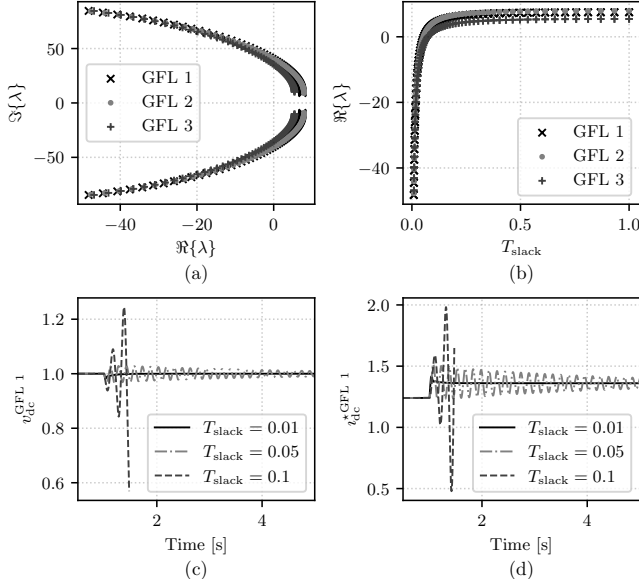 50
0
−50
ℑ{λ}
GFL 1
GFL 2
GFL 3
−40
−20
0
ℜ{λ}
(a)
0
−20
−40
ℜ{λ}
GFL 1
GFL 2
GFL 3
0.0
0.5
1.0
T_slack
(b)
1.2
1.0
0.8
0.6
v_dc^GFL 1
T_slack = 0.01
T_slack = 0.05
T_slack = 0.1
2
4
Time [s]
(c)
2.0
1.5
1.0
0.5
i_dc^⋆GFL 1
T_slack = 0.01
T_slack = 0.05
T_slack = 0.1
2
4
Time [s]
(d)